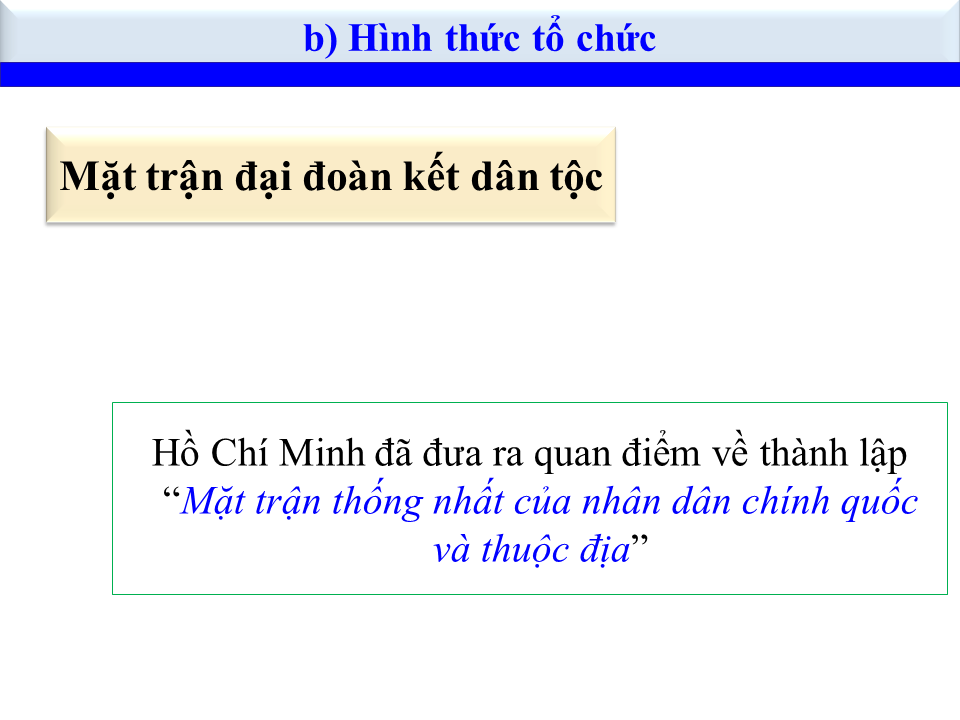 b) Hình thức tổ chức
Mặt trận đại đoàn kết dân tộc
Hồ Chí Minh đã đưa ra quan điểm về thành lập
“Mặt trận thống nhất của nhân dân chính quốc
và thuộc địa”